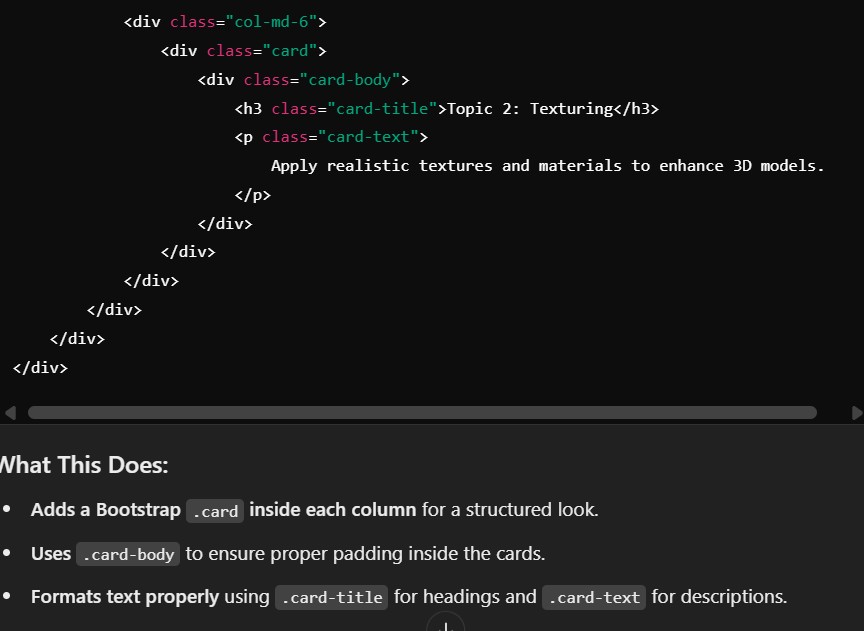 <div class="col-md-6">
<div class="card">
<div class="card-body">
<h3 class="card-title">Topic 2: Texturing</h3>
<p class="card-text">
Apply realistic textures and materials to enhance 3D models.
</p>
</div>
</div>
</div>
</div>
</div>
</div>
What This Does:
• Adds a Bootstrap .card inside each column for a structured look.
• Uses .card-body to ensure proper padding inside the cards.
• Formats text properly using .card-title for headings and .card-text for descriptions.